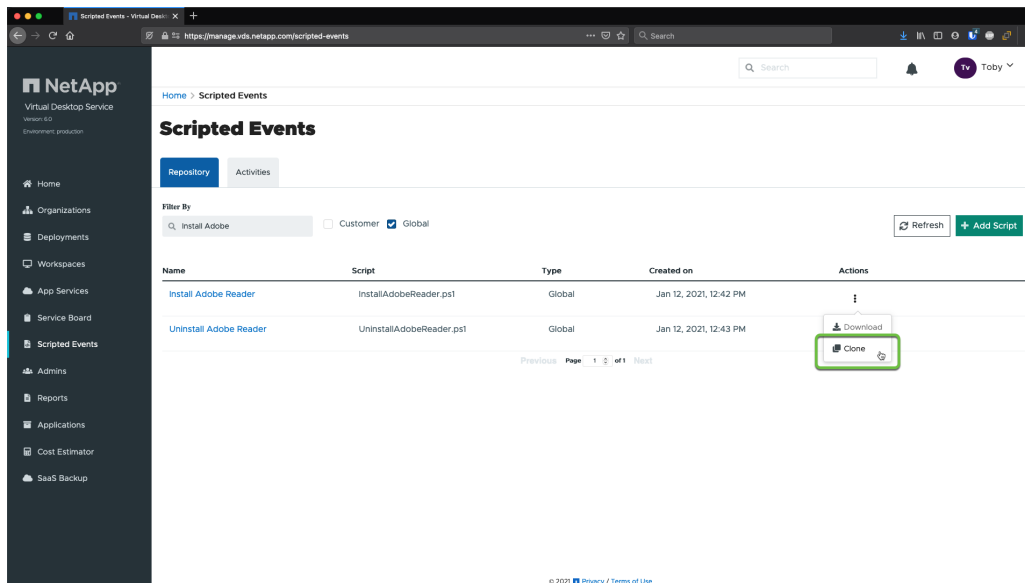 Scripted Events - Virtual Deskt
https://manage.vds.netapp.com/scripted-events
Search
NetApp
Virtual Desktop Service
Version 6.0
Environment: production
Home
Organizations
Deployments
Workspaces
App Services
Service Board
Scripted Events
Admins
Reports
Applications
Cost Estimator
SaaS Backup
Search
Tv Toby
Home > Scripted Events
Scripted Events
Repository Activities
Filter By
Install Adobe Customer Global Refresh + Add Script
Name Script Type Created on Actions
Install Adobe Reader InstallAdobeReader.ps1 Global Jan 12, 2021, 12:42 PM
Uninstall Adobe Reader UninstallAdobeReader.ps1 Global Jan 12, 2021, 12:43 PM
Download
Clone
Previous Page 1 of 1 Next
© 2021 Privacy / Terms of Use